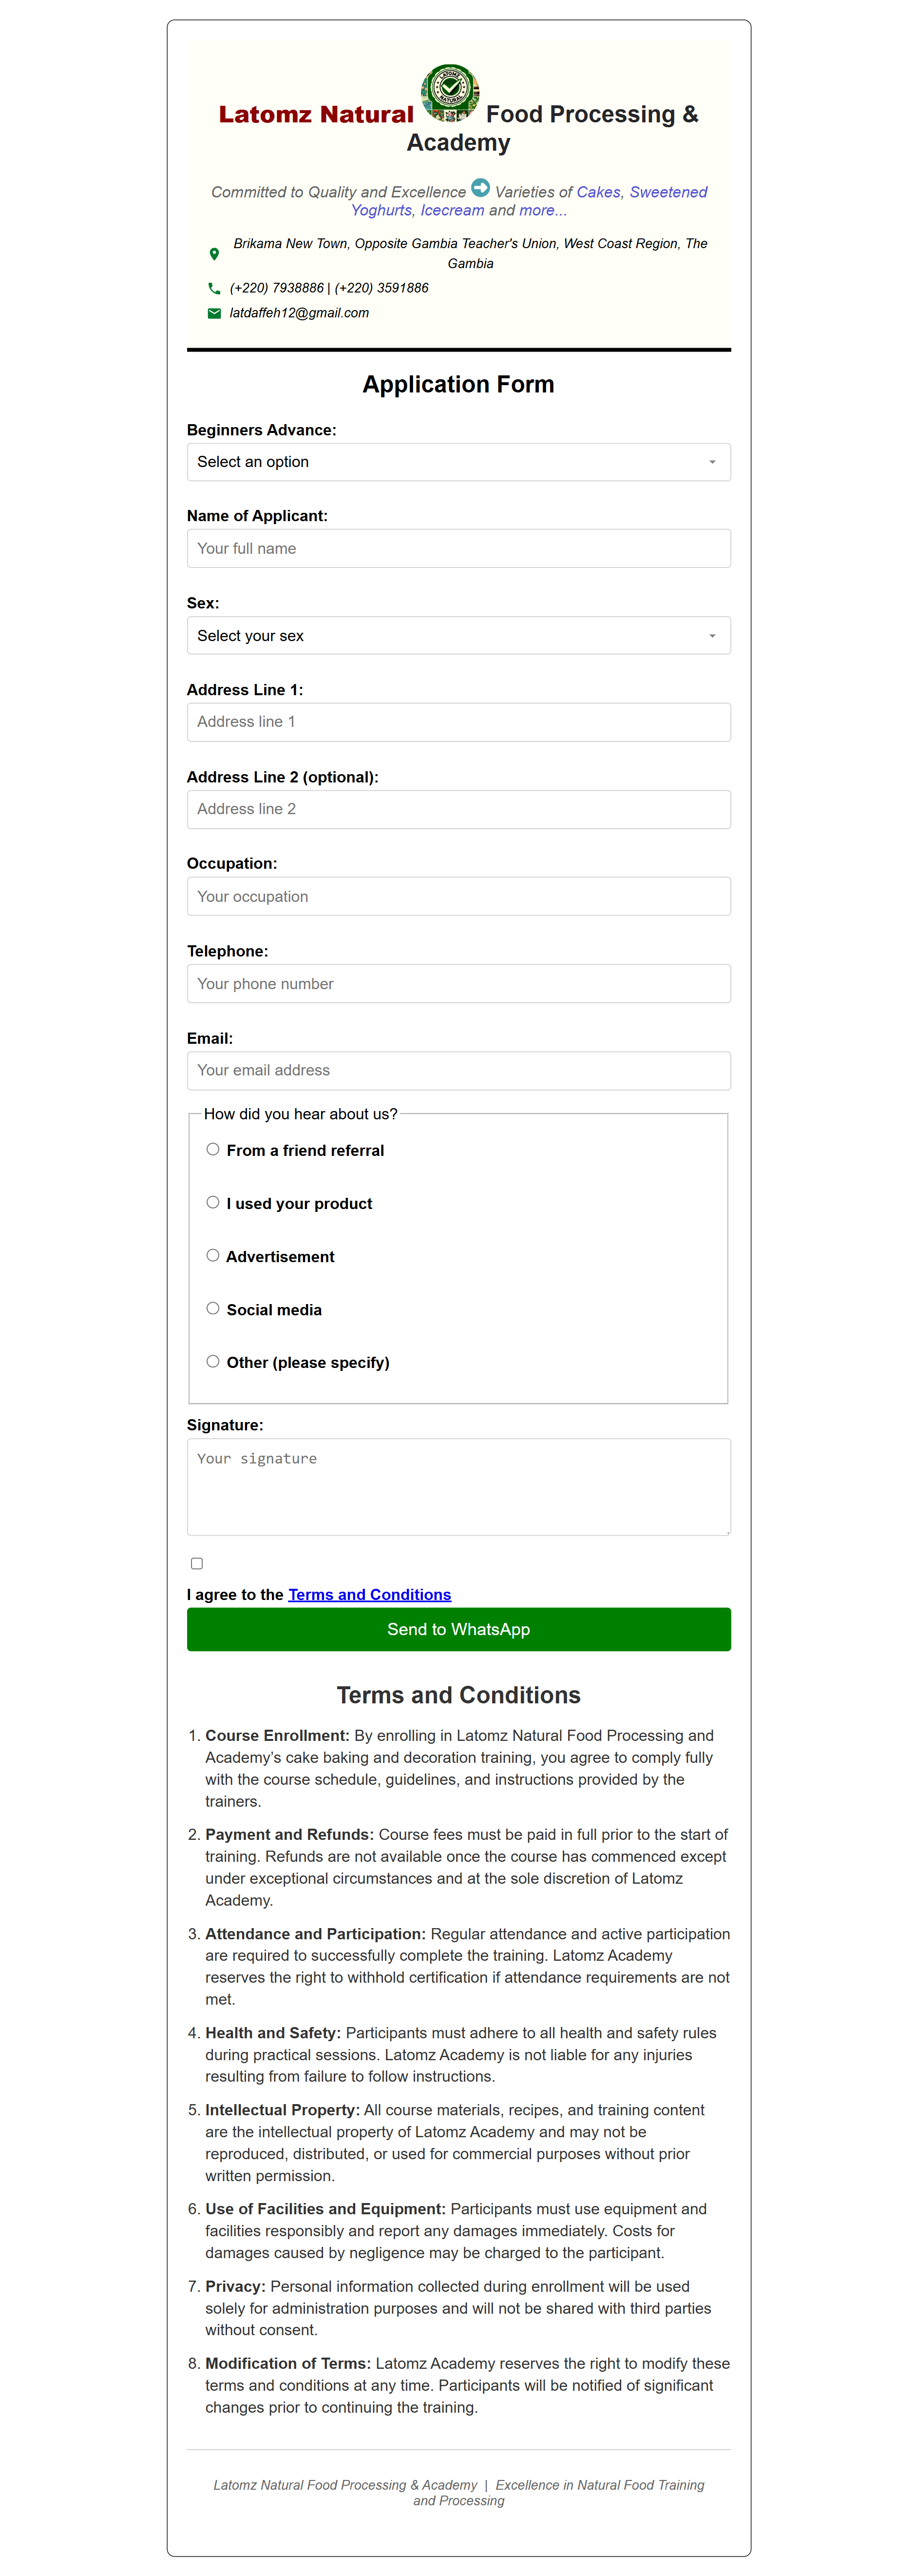 Latomz Natural LATOMZ NATURAL Food Processing &
Academy
Committed to Quality and Excellence Varieties of Cakes, Sweetened
Yoghurts, Icecream and more...
Brikama New Town, Opposite Gambia Teacher's Union, West Coast Region, The
Gambia
(+220) 7938886 | (+220) 3591886
latdaffeh12@gmail.com
Application Form
Beginners Advance:
Select an option
Name of Applicant:
Your full name
Sex:
Select your sex
Address Line 1:
Address line 1
Address Line 2 (optional):
Address line 2
Occupation:
Your occupation
Telephone:
Your phone number
Email:
Your email address
How did you hear about us?
From a friend referral
I used your product
Advertisement
Social media
Other (please specify)
Signature:
Your signature
I agree to the Terms and Conditions
Send to WhatsApp
Terms and Conditions
1. Course Enrollment: By enrolling in Latomz Natural Food Processing and
Academy’s cake baking and decoration training, you agree to comply fully
with the course schedule, guidelines, and instructions provided by the
trainers.
2. Payment and Refunds: Course fees must be paid in full prior to the start of
training. Refunds are not available once the course has commenced except
under exceptional circumstances and at the sole discretion of Latomz
Academy.
3. Attendance and Participation: Regular attendance and active participation
are required to successfully complete the training. Latomz Academy
reserves the right to withhold certification if attendance requirements are not
met.
4. Health and Safety: Participants must adhere to all health and safety rules
during practical sessions. Latomz Academy is not liable for any injuries
resulting from failure to follow instructions.
5. Intellectual Property: All course materials, recipes, and training content
are the intellectual property of Latomz Academy and may not be
reproduced, distributed, or used for commercial purposes without prior
written permission.
6. Use of Facilities and Equipment: Participants must use equipment and
facilities responsibly and report any damages immediately. Costs for
damages caused by negligence may be charged to the participant.
7. Privacy: Personal information collected during enrollment will be used
solely for administration purposes and will not be shared with third parties
without consent.
8. Modification of Terms: Latomz Academy reserves the right to modify these
terms and conditions at any time. Participants will be notified of significant
changes prior to continuing the training.
Latomz Natural Food Processing & Academy | Excellence in Natural Food Training
and Processing